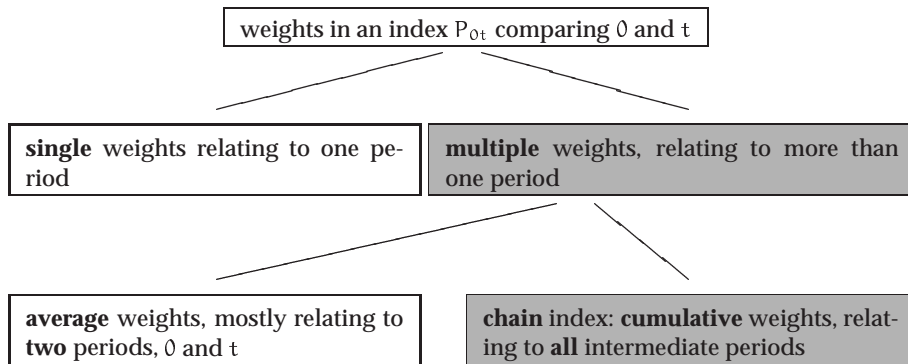 weights in an index P0t comparing 0 and t
single weights relating to one pe-
riod
multiple weights, relating to more than
one period
average weights, mostly relating to
two periods, 0 and t
chain index: cumulative weights, relat-
ing to all intermediate periods